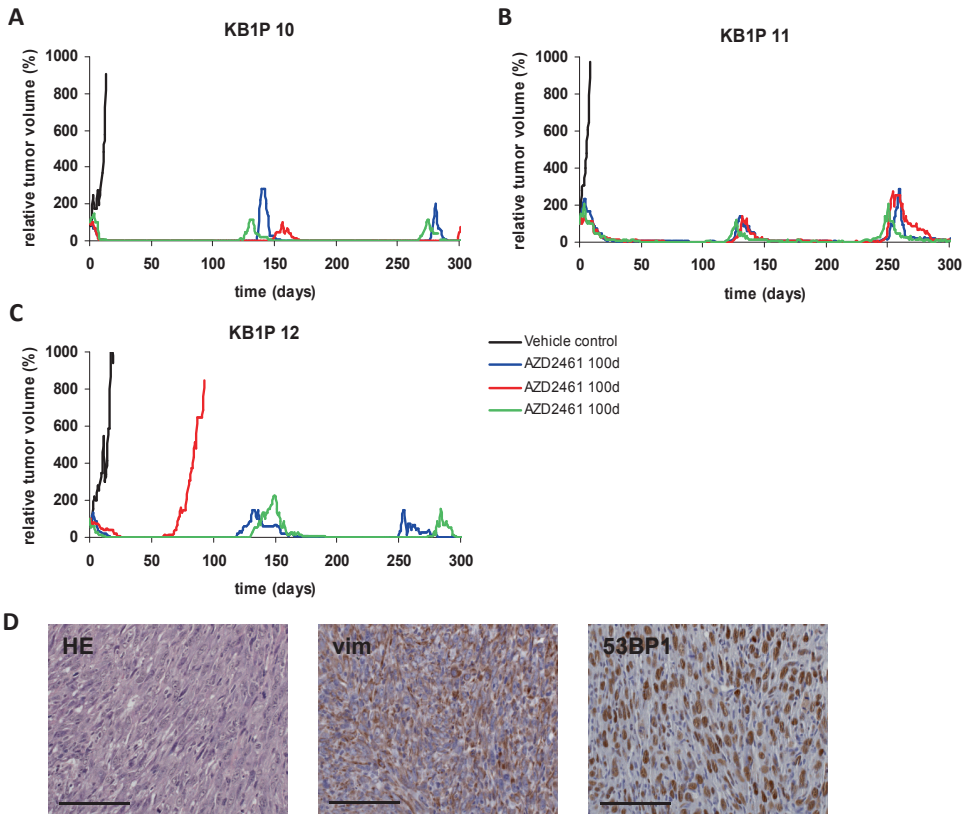 A
KB1P 10
relative tumor volume (%)
1000
800
600
400
200
0
0 50 100 150 200 250 300
time (days)
B
KB1P 11
relative tumor volume (%)
1000
800
600
400
200
0
0 50 100 150 200 250 300
time (days)
C
KB1P 12
relative tumor volume (%)
1000
800
600
400
200
0
0 50 100 150 200 250 300
time (days)
Vehicle control
AZD2461 100d
AZD2461 100d
AZD2461 100d
D
HE
vim
53BP1